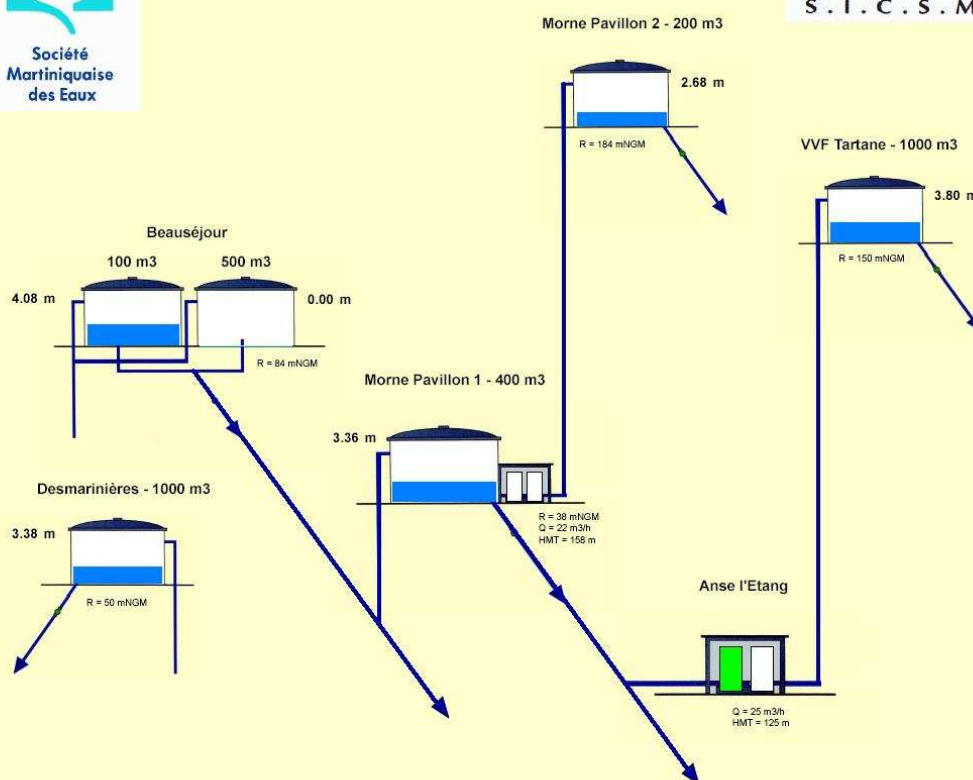 Société
Martiniquaise
des Eaux
S.I.C.S.M
Morne Pavillon 2 - 200 m3
2.68 m
R = 184 mNGM
VVF Tartane - 1000 m3
3.80 m
R = 150 mNGM
Beauséjour
100 m3
500 m3
4.08 m
0.00 m
R = 84 mNGM
Morne Pavillon 1 - 400 m3
3.36 m
R = 38 mNGM
Q = 22 m3/h
HMT = 158 m
Desmarinières - 1000 m3
3.38 m
R = 50 mNGM
Anse l'Etang
Q = 25 m3/h
HMT = 125 m